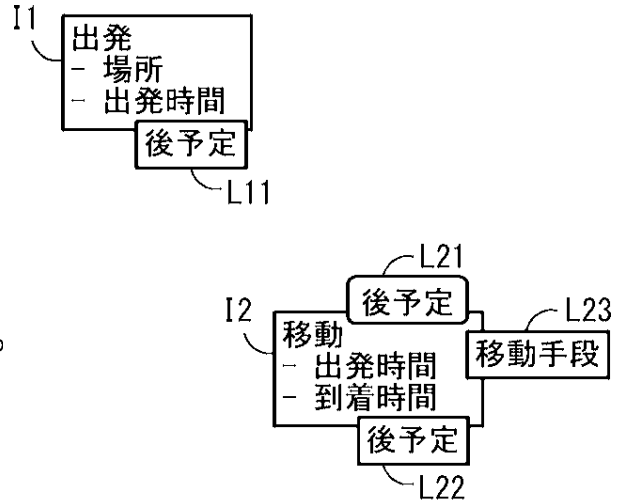 I1
出発
- 場所
- 出発時間
後予定
L11
L21
後予定
I2
L23
移動
移動手段
- 出発時間
- 到着時間
後予定
L22